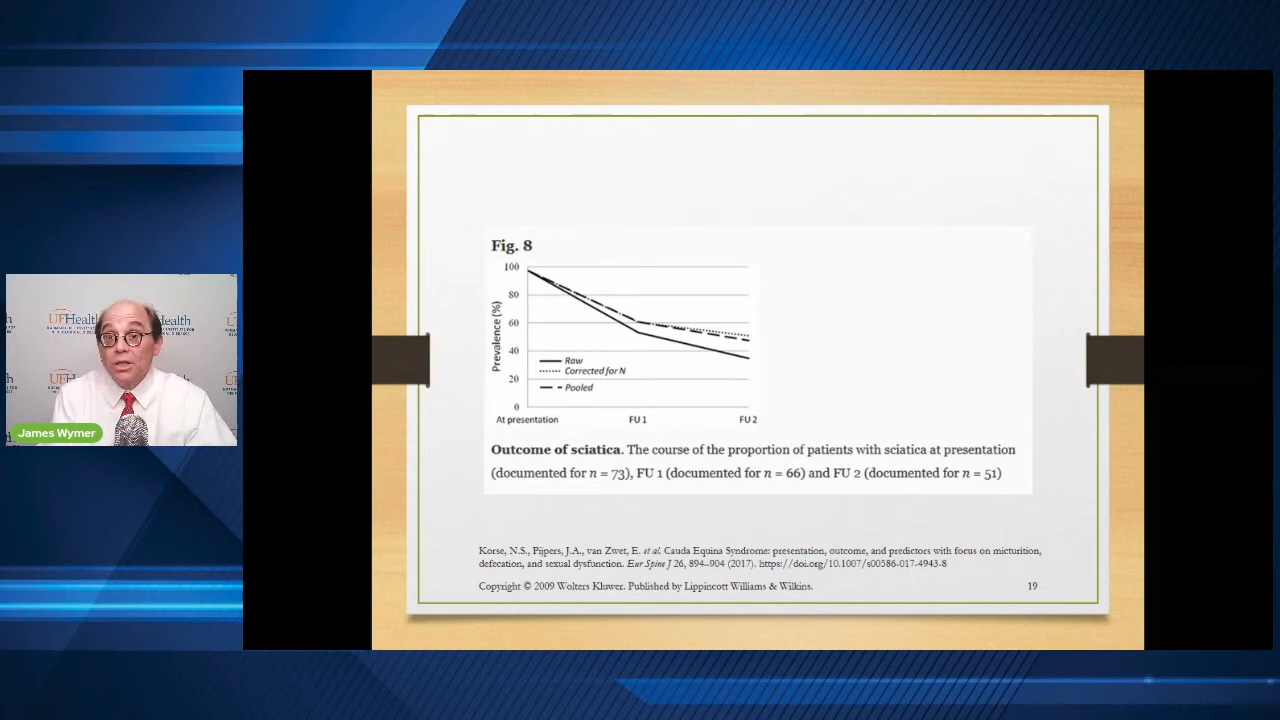 Fig. 8
100
80
60
40
20
0
Prevalence (%)
Raw
Corrected for N
Pooled
At presentation FU 1 FU 2
Outcome of sciatica. The course of the proportion of patients with sciatica at presentation
(documented for n = 73), FU 1 (documented for n = 66) and FU 2 (documented for n = 51)
Korse, N.S., Pijpers, J.A., van Zwet, E. et al. Cauda Equina Syndrome: presentation, outcome, and predictors with focus on micturition,
defecation, and sexual dysfunction. Eur Spine J 26, 894–904 (2017). https://doi.org/10.1007/s00586-017-4943-8
Copyright © 2009 Wolters Kluwer. Published by Lippincott Williams & Wilkins.
19
UFHealth
James Wymer